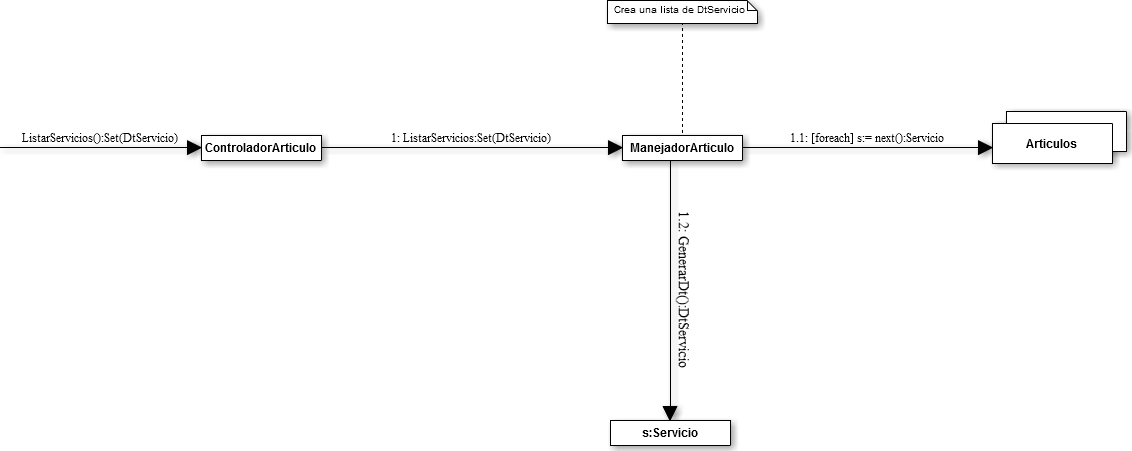 Crea una lista de DtServicio
ListarServicios():Set(DtServicio)
ControladorArticulo
1: ListarServicios:Set(DtServicio)
ManejadorArticulo
1.1: [foreach] s:= next():Servicio
Articulos
1.2: GenerarDt():DtServicio
s:Servicio